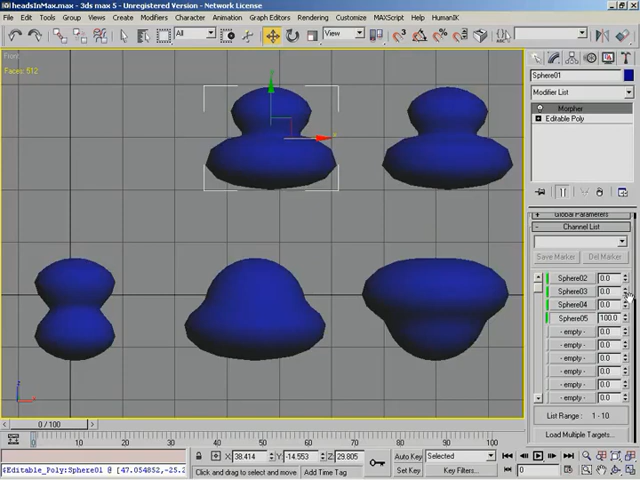 headsInMax.max - 3ds max 5 - Unregistered Version - Network License
File Edit Tools Group Views Create Modifiers Character Animation Graph Editors Rendering Customize MAXScript Help HumanIK
All
View
Front
Faces: 512
Sphere01
Modifier List
Morpher
Editable Poly
Global Parameters
Channel List
Save Marker Del Marker
Sphere02 0.0
Sphere03 0.0
Sphere04 0.0
Sphere05 100.0
- empty - 0.0
- empty - 0.0
- empty - 0.0
- empty - 0.0
- empty - 0.0
- empty - 0.0
List Range: 1 - 10
Load Multiple Targets...
0 / 100
0 10 20 30 40 50 60 70 80 90 100
X: 38.414 Y: -14.553 Z: 29.805 Auto Key Selected
$Editable_Poly:Sphere01 @ [47.054852,-25.2
Click and drag to select and move Add Time Tag Set Key Key Filters... 0